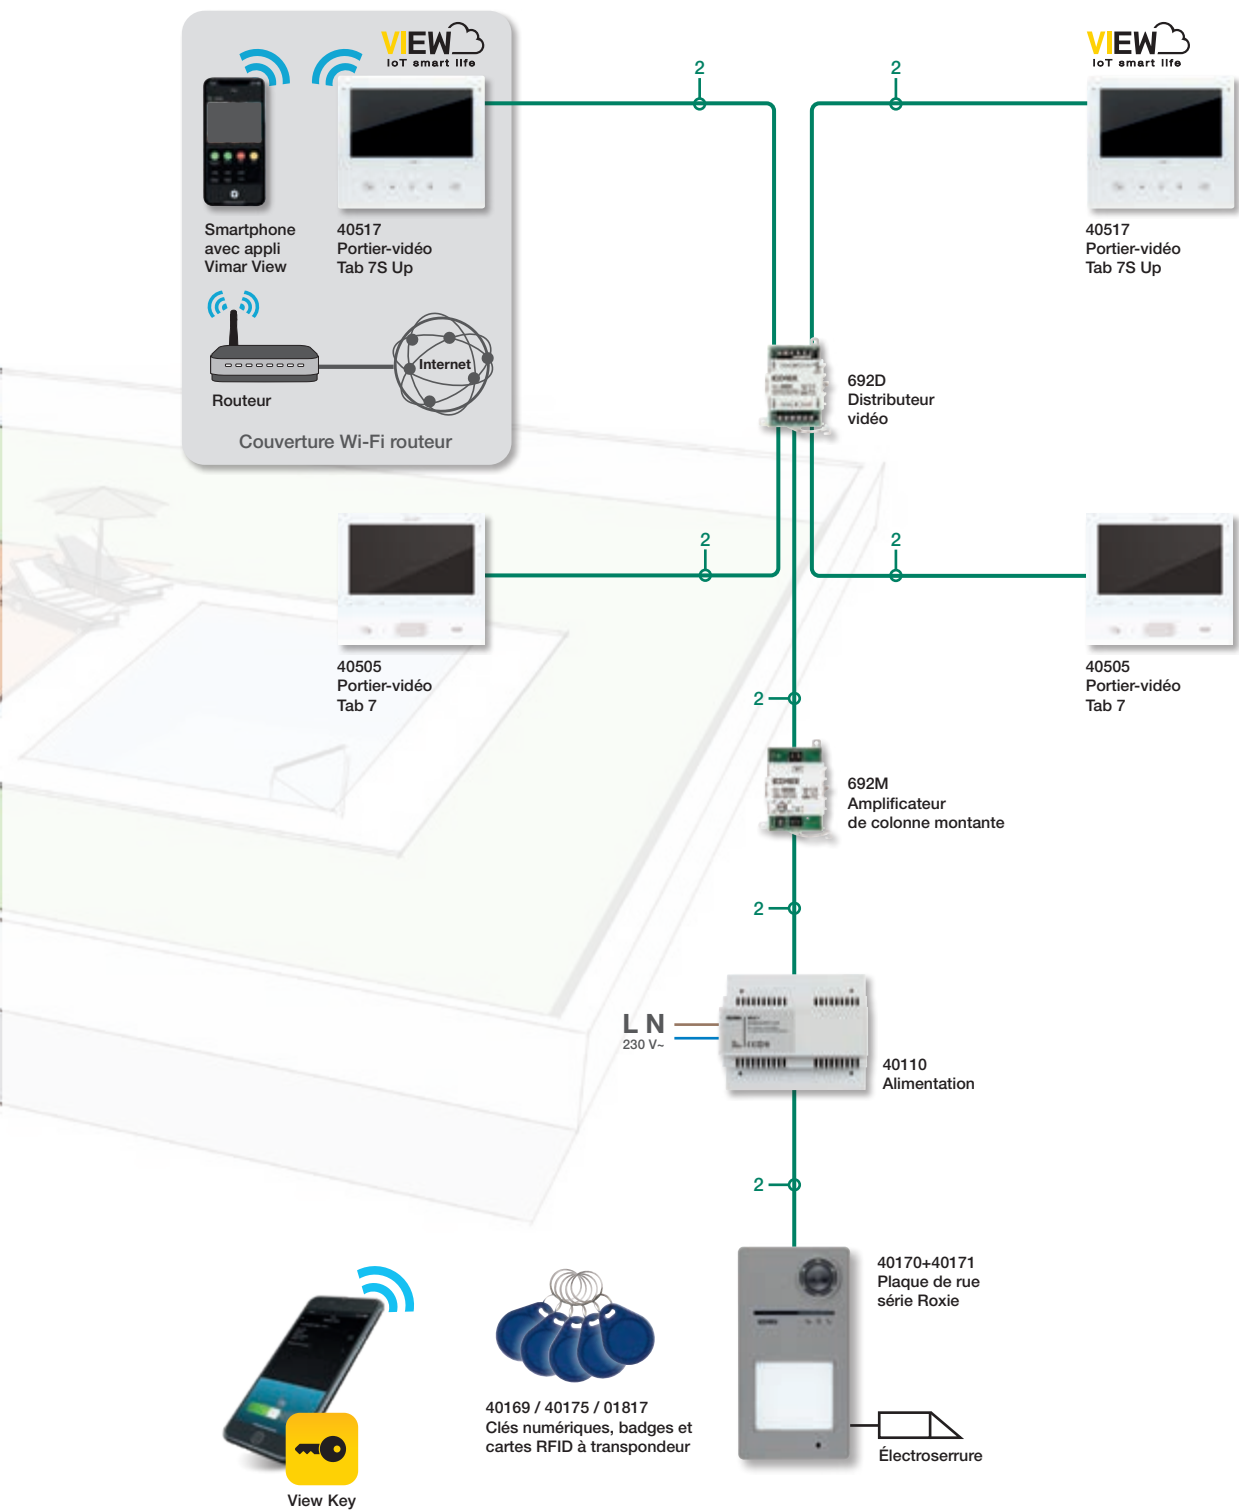 VIEW
IoT smart life
Smartphone
avec appli
Vimar View
40517
Portier-vidéo
Tab 7S Up
Routeur
Internet
Couverture Wi-Fi routeur
2
2
VIEW
IoT smart life
40517
Portier-vidéo
Tab 7S Up
692D
Distributeur
vidéo
2
2
40505
Portier-vidéo
Tab 7
40505
Portier-vidéo
Tab 7
2
692M
Amplificateur
de colonne montante
2
L N
230 V~
40110
Alimentation
2
40170+40171
Plaque de rue
série Roxie
Électroserrure
40169 / 40175 / 01817
Clés numériques, badges et
cartes RFID à transpondeur
View Key